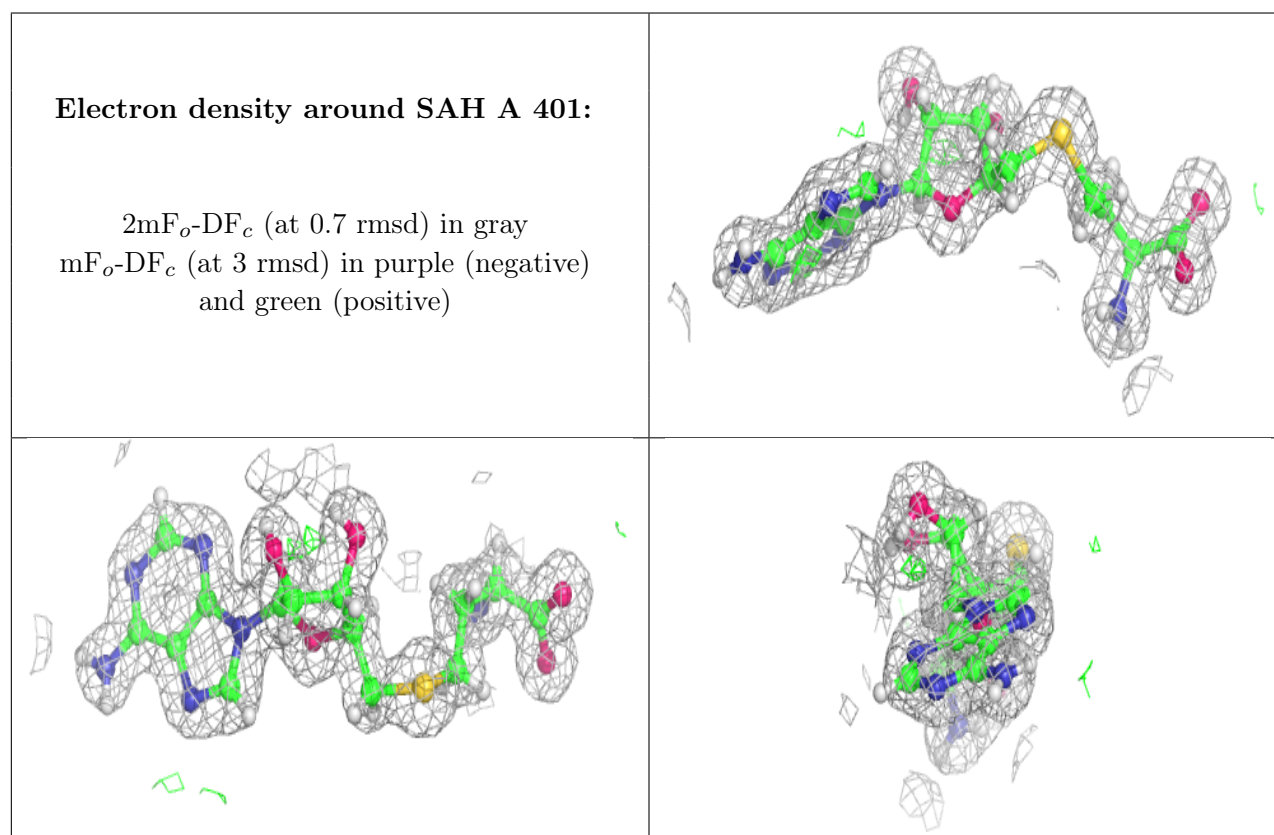 Electron density around SAH A 401:
2mFo-DFc (at 0.7 rmsd) in gray
mFo-DFc (at 3 rmsd) in purple (negative)
and green (positive)